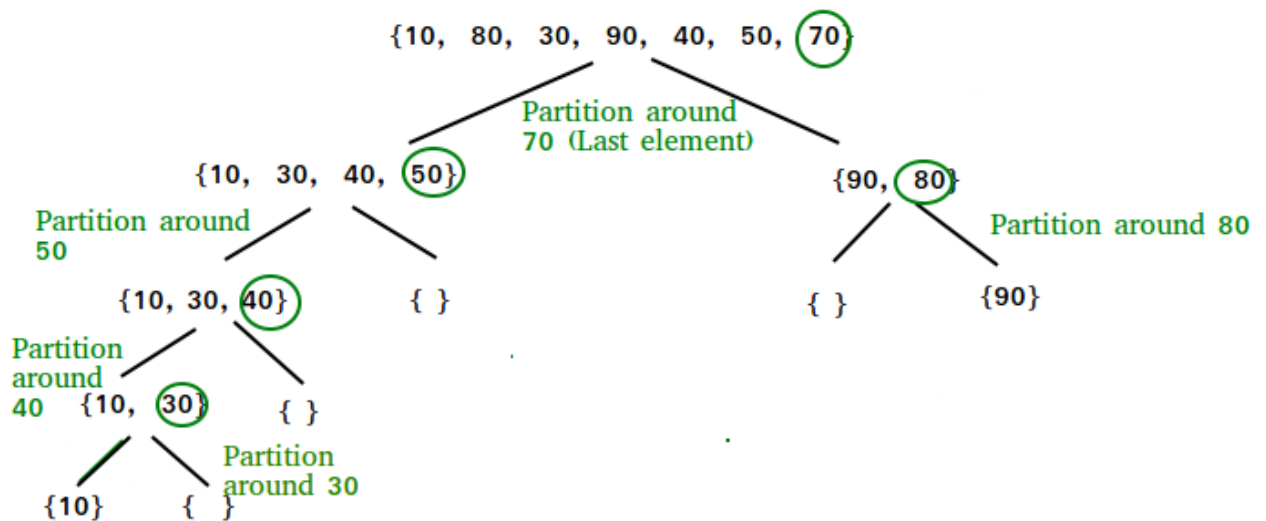 {10, 80, 30, 90, 40, 50, 70}
Partition around
70 (Last element)
{10, 30, 40, 50}
{90, 80}
Partition around
50
Partition around 80
{10, 30, 40}
{ }
{ }
{90}
Partition
around
40
{10, 30}
{ }
Partition
around 30
{10}
{ }